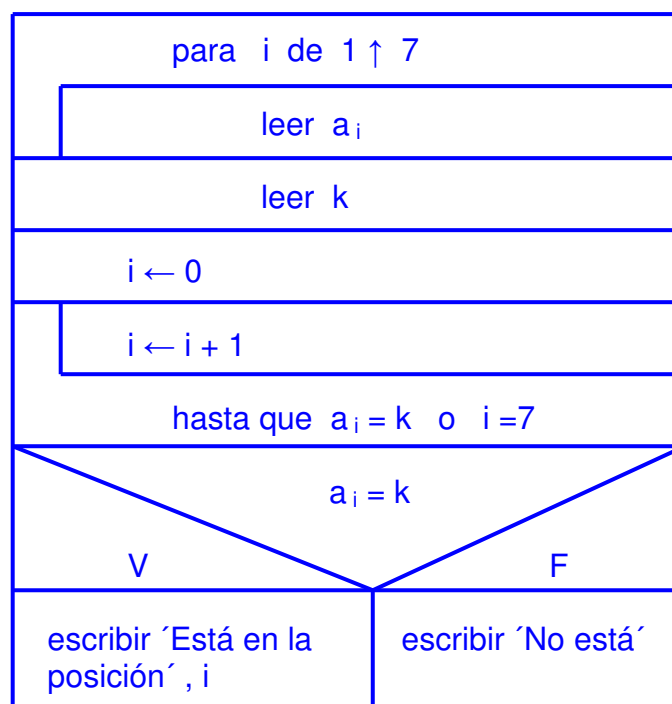 para i de 1 ↑ 7
leer a i
leer k
i ← 0
i ← i + 1
hasta que a i = k o i =7
a i = k
V F
escribir ´Está en la
posición´ , i
escribir ´No está´